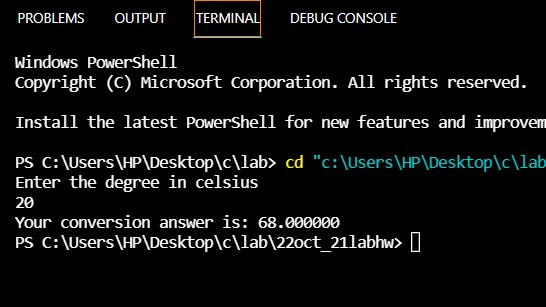 PROBLEMS OUTPUT TERMINAL DEBUG CONSOLE
Windows PowerShell
Copyright (C) Microsoft Corporation. All rights reserved.
Install the latest PowerShell for new features and improvem
PS C:\Users\HP\Desktop\c\lab> cd "c:\Users\HP\Desktop\c\lab
Enter the degree in celsius
20
Your conversion answer is: 68.000000
PS C:\Users\HP\Desktop\c\lab\22oct_21labhw>